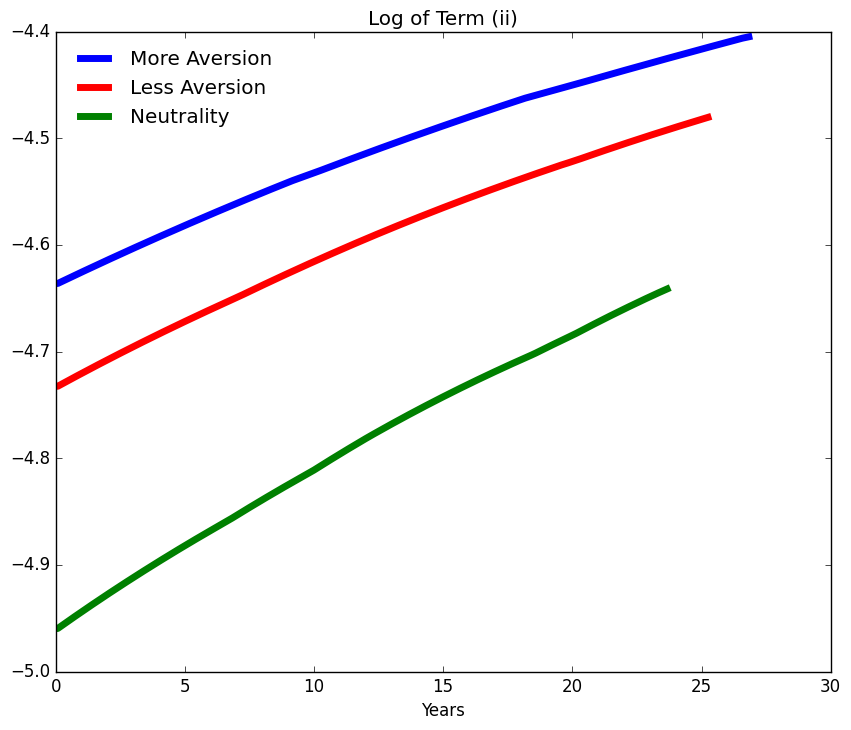 Log of Term (ii)
−4.4
More Aversion
Less Aversion
Neutrality
−4.5
−4.6
−4.7
−4.8
−4.9
−5.0
0 5 10 15 20 25 30
Years